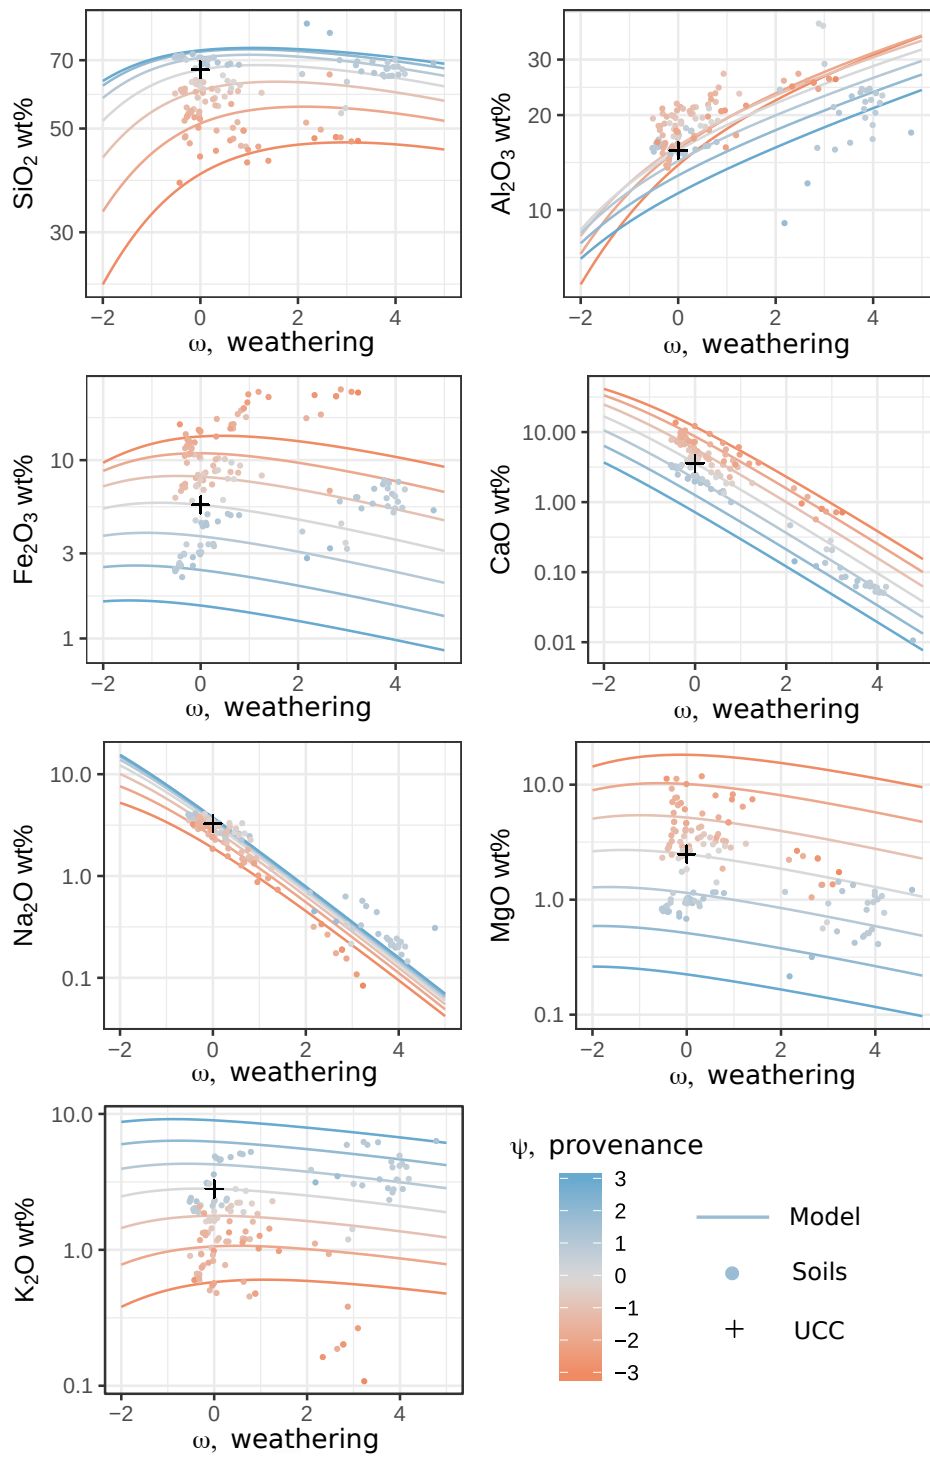 SiO₂ wt%
70
50
30
−2 0 2 4
ω, weathering
Al₂O₃ wt%
30
20
10
−2 0 2 4
ω, weathering
Fe₂O₃ wt%
10
3
1
−2 0 2 4
ω, weathering
CaO wt%
10.00
1.00
0.10
0.01
−2 0 2 4
ω, weathering
Na₂O wt%
10.0
1.0
0.1
−2 0 2 4
ω, weathering
MgO wt%
10.0
1.0
0.1
−2 0 2 4
ω, weathering
K₂O wt%
10.0
1.0
0.1
−2 0 2 4
ω, weathering
ψ, provenance
3
2
1
0
−1
−2
−3
Model
Soils
UCC